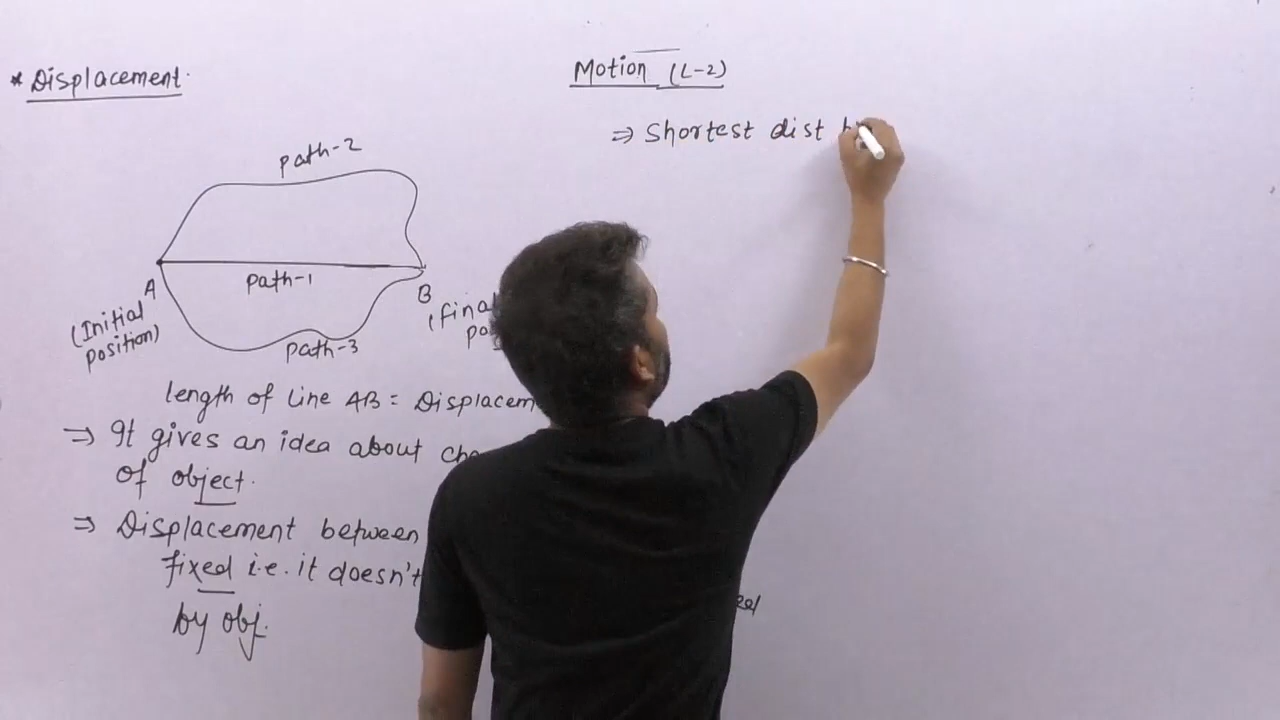 * Displacement.
Motion (L-2)
⇒ Shortest dist
path-2
path-1
A
(Initial
position)
B
path-3
length of Line AB =
⇒ It gives an idea about
of object.
⇒ Displacement between
fixed i.e. it doesn't
by obj.